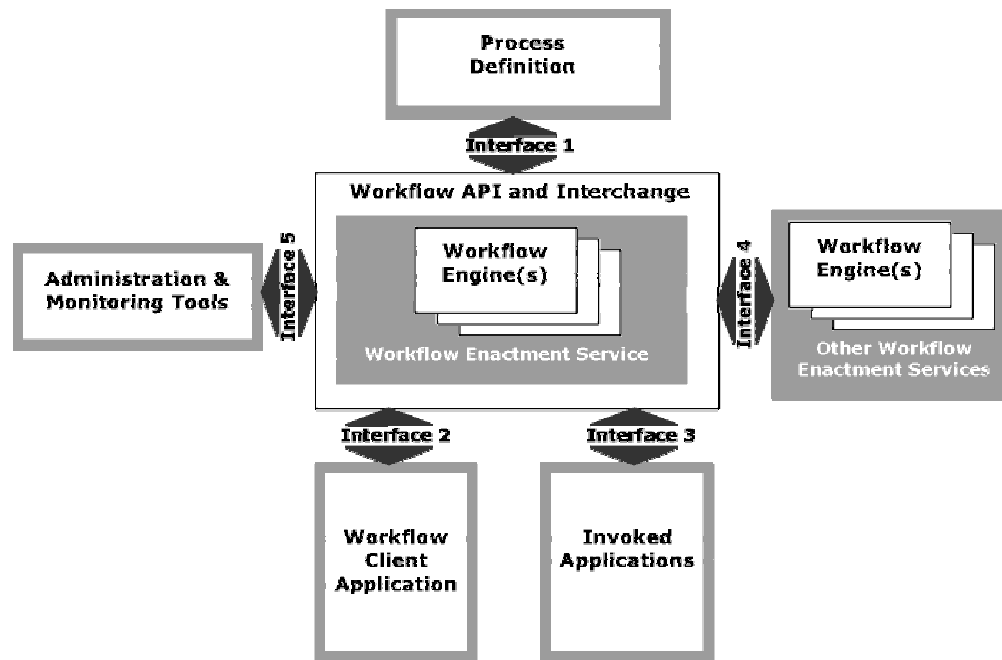 Process
Definition
Interface 1
Workflow API and Interchange
Workflow
Engine(s)
Workflow Enactment Service
Interface 5
Administration &
Monitoring Tools
Interface 4
Workflow
Engine(s)
Other Workflow
Enactment Services
Interface 2
Interface 3
Workflow
Client
Application
Invoked
Applications